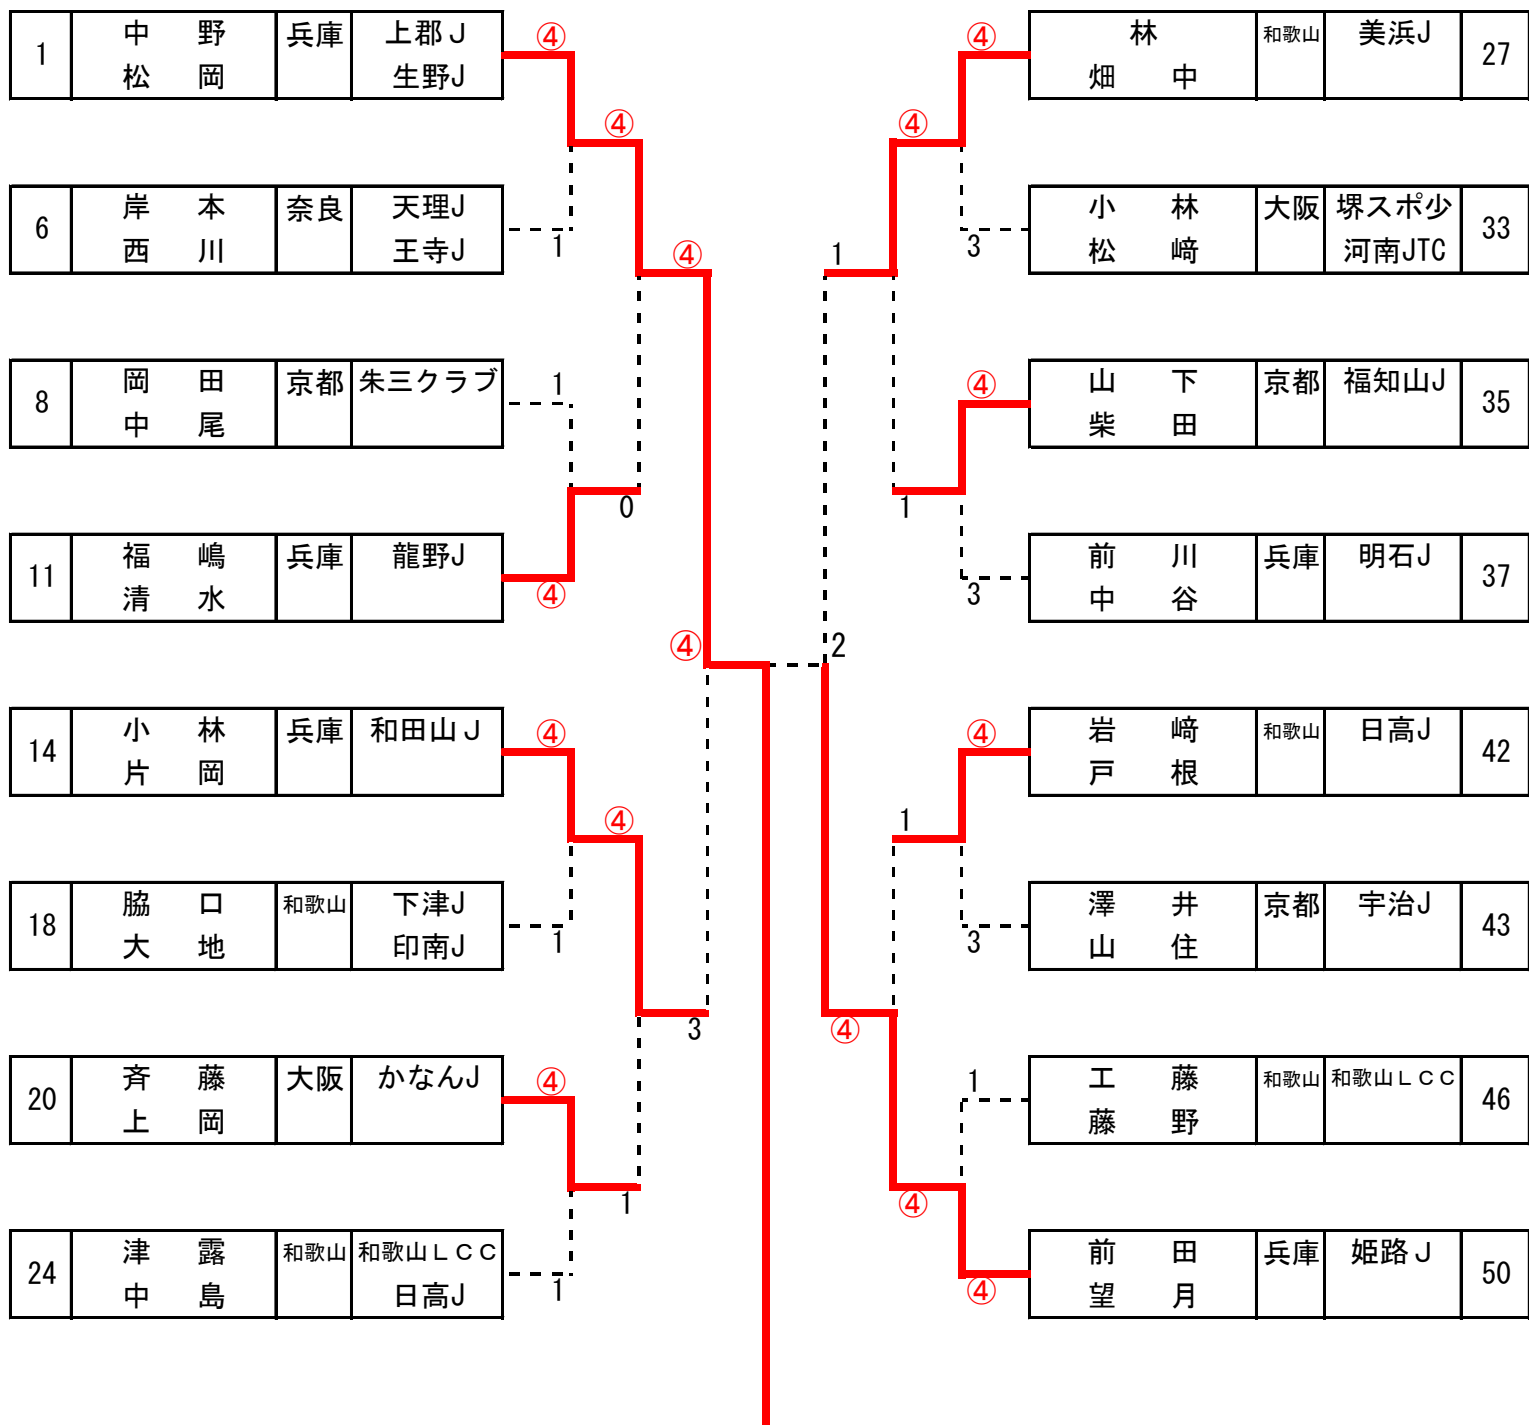 1 中野 兵庫 上郡J
松岡 生野J
④
④
6 岸本 奈良 天理J
西川 王寺J
1
④
8 岡田 京都 朱三クラブ
中尾
1
0
11 福嶋 兵庫 龍野J
清水
④
④
14 小林 兵庫 和田山J
片岡
④
④
18 脇口 和歌山 下津J
大地 印南J
1
3
20 斉藤 大阪 かなんJ
上岡
④
1
24 津露 和歌山 和歌山LCC
中島 日高J
1
林 和歌山 美浜J 27
畑中
④
④
小林 大阪 堺スポ少 33
松﨑 河南JTC
3
1
山下 京都 福知山J 35
柴田
④
1
前川 兵庫 明石J 37
中谷
3
2
岩﨑 和歌山 日高J 42
戸根
④
1
澤井 京都 宇治J 43
山住
3
④
工藤 和歌山 和歌山LCC 46
藤野
1
④
前田 兵庫 姫路J 50
望月
④